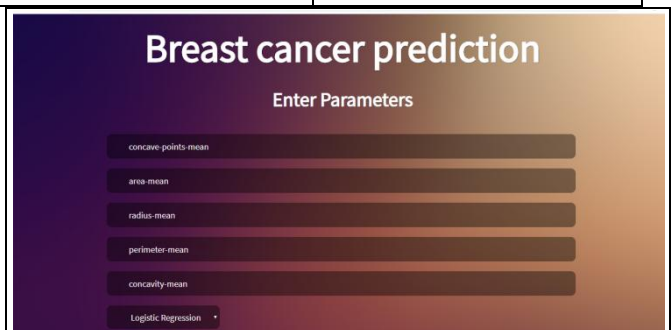 Breast cancer prediction
Enter Parameters
concave-points-mean
area-mean
radius-mean
perimeter-mean
concavity-mean
Logistic Regression